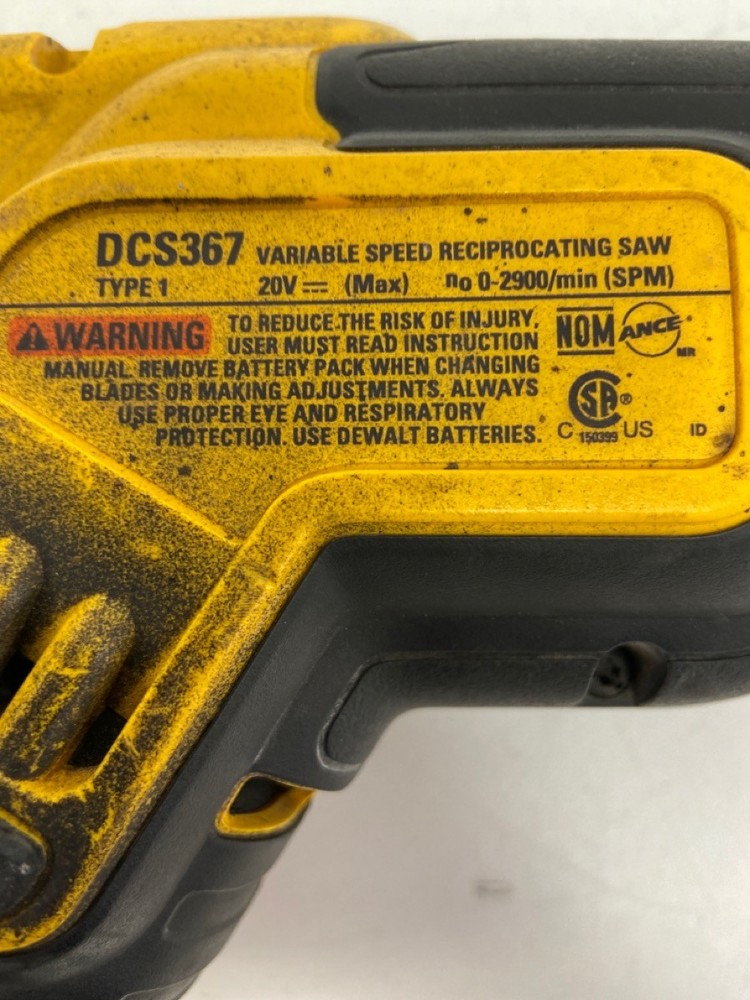 DCS367 VARIABLE SPEED RECIPROCATING SAW
TYPE 1 20V ⎓ (Max) no 0-2900/min (SPM)
⚠ WARNING TO REDUCE THE RISK OF INJURY,
USER MUST READ INSTRUCTION
MANUAL. REMOVE BATTERY PACK WHEN CHANGING
BLADES OR MAKING ADJUSTMENTS. ALWAYS
USE PROPER EYE AND RESPIRATORY
PROTECTION. USE DEWALT BATTERIES.
NOM ANCE
MR
CSA®
C 150399 US ID